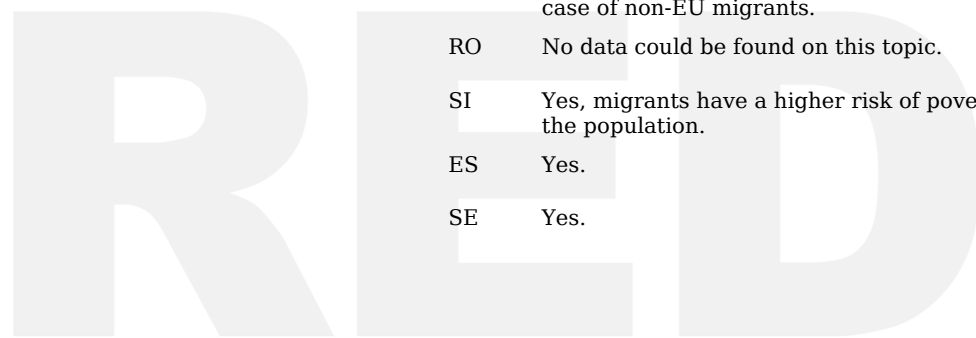 case of non-EU migrants.
RO No data could be found on this topic.
SI Yes, migrants have a higher risk of
the population.
ES Yes.
SE Yes.
RED